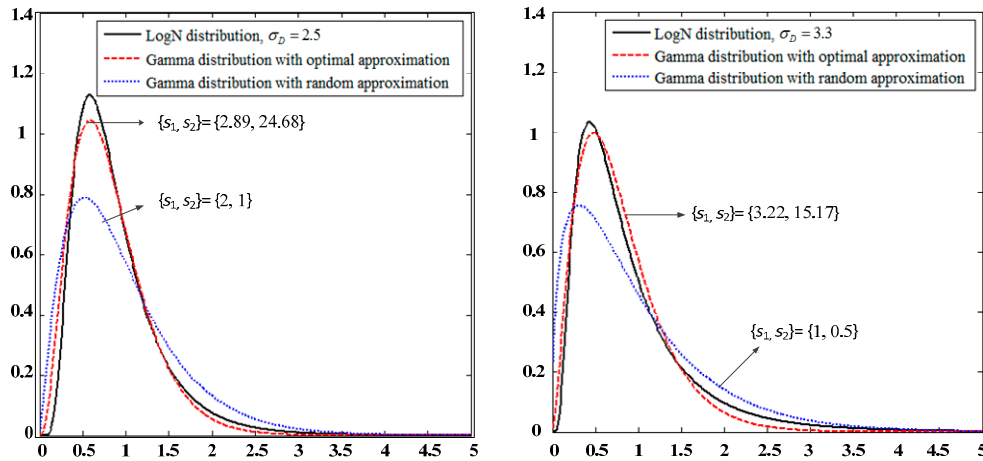 1.4
1.2
1
0.8
0.6
0.4
0.2
0
0 0.5 1 1.5 2 2.5 3 3.5 4 4.5 5
LogN distribution, σ_D = 2.5
Gamma distribution with optimal approximation
Gamma distribution with random approximation
{s₁, s₂}= {2.89, 24.68}
{s₁, s₂}= {2, 1}
1.4
1.2
1
0.8
0.6
0.4
0.2
0
0 0.5 1 1.5 2 2.5 3 3.5 4 4.5 5
LogN distribution, σ_D = 3.3
Gamma distribution with optimal approximation
Gamma distribution with random approximation
{s₁, s₂}= {3.22, 15.17}
{s₁, s₂}= {1, 0.5}